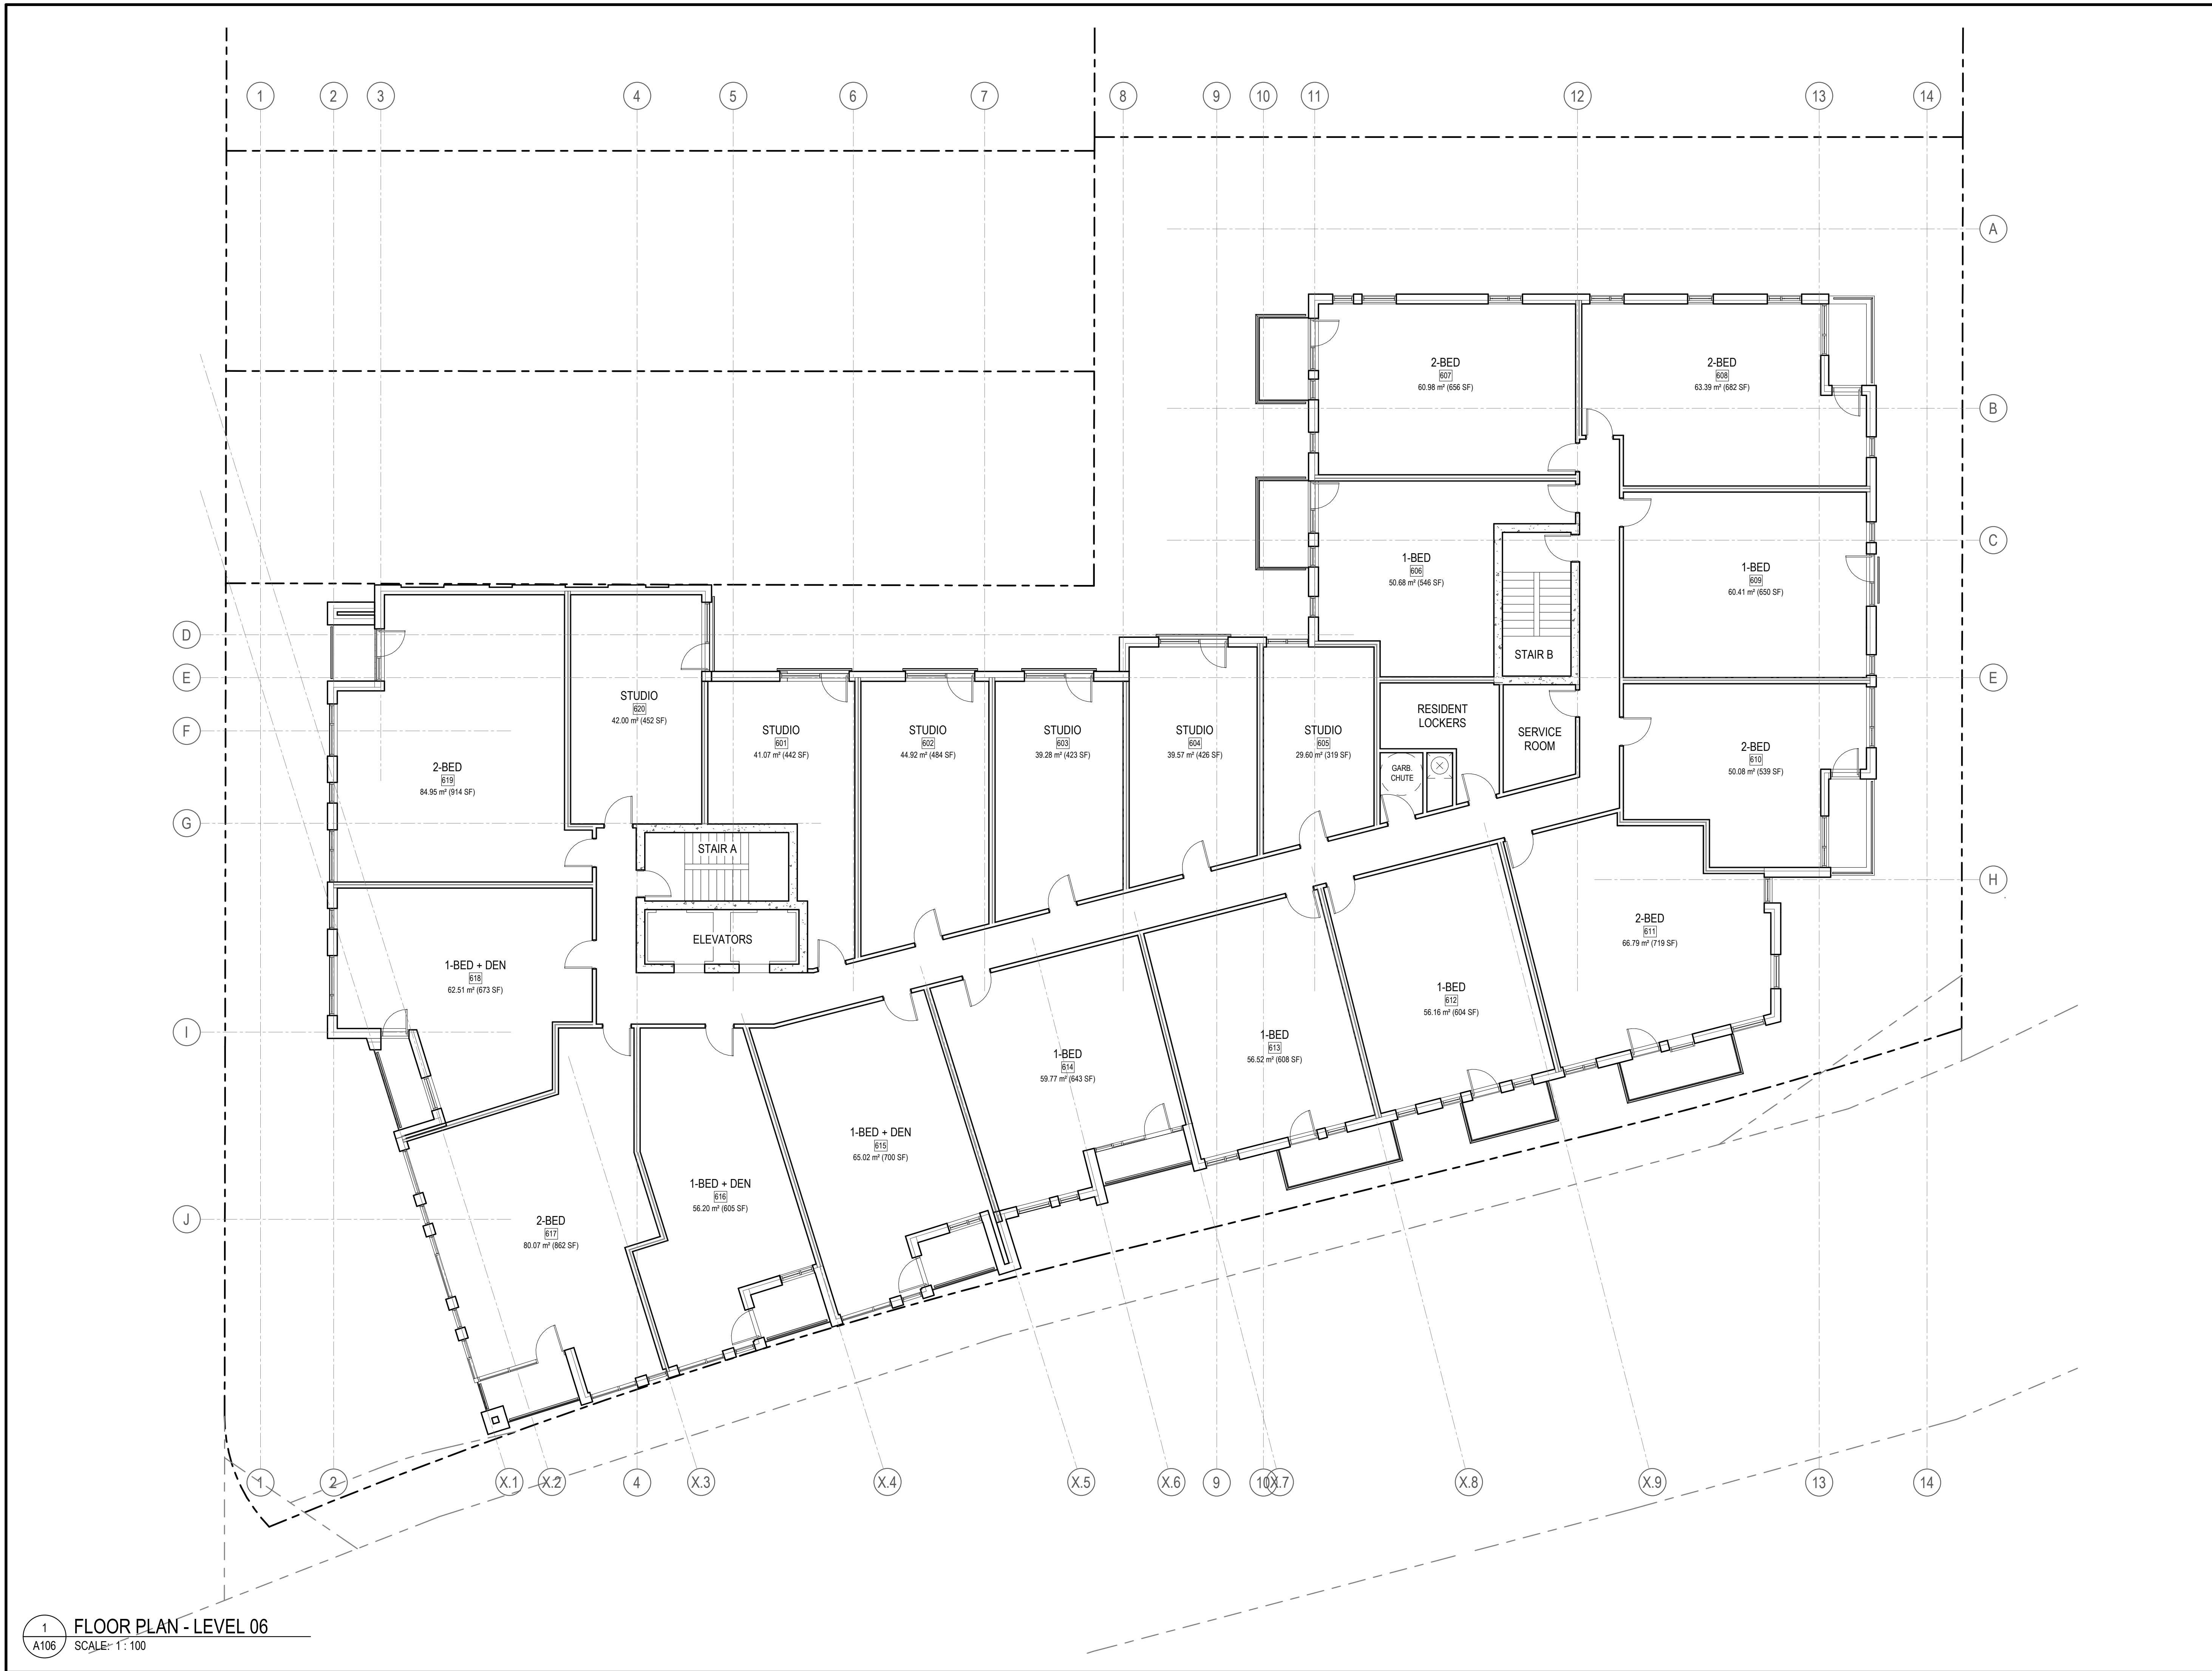 1 2 3 4 5 6 7 8 9 10 11 12 13 14
A
B
C
D
E
E
F
G
H
I
J
2-BED
607
60.98 m² (656 SF)
2-BED
608
63.39 m² (682 SF)
1-BED
606
50.68 m² (546 SF)
1-BED
609
60.41 m² (650 SF)
STAIR B
STUDIO
620
42.00 m² (452 SF)
STUDIO
601
41.07 m² (442 SF)
STUDIO
602
44.92 m² (484 SF)
STUDIO
603
39.28 m² (423 SF)
STUDIO
604
39.57 m² (426 SF)
STUDIO
605
29.60 m² (319 SF)
RESIDENT
LOCKERS
SERVICE
ROOM
GARB.
CHUTE
2-BED
610
50.08 m² (539 SF)
2-BED
619
84.95 m² (914 SF)
STAIR A
ELEVATORS
1-BED + DEN
618
62.51 m² (673 SF)
2-BED
611
66.79 m² (719 SF)
1-BED
612
56.16 m² (604 SF)
1-BED
613
56.52 m² (608 SF)
1-BED
614
59.77 m² (643 SF)
1-BED + DEN
615
65.02 m² (700 SF)
1-BED + DEN
616
56.20 m² (605 SF)
2-BED
617
80.07 m² (862 SF)
1 2 X.1 X.2 4 X.3 X.4 X.5 X.6 9 10 X.7 X.8 X.9 13 14
1
A106
FLOOR PLAN - LEVEL 06
SCALE: 1 : 100